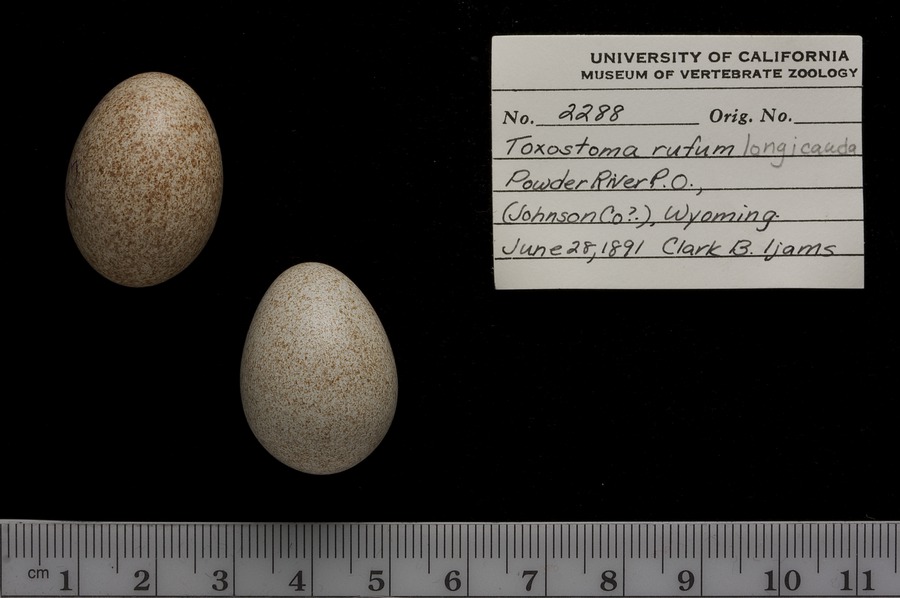 UNIVERSITY OF CALIFORNIA
MUSEUM OF VERTEBRATE ZOOLOGY
No. 2288 Orig. No.
Toxostoma rufum longicauda
Powder River P.O.,
(Johnson Co?.), Wyoming.
June 28, 1891 Clark B. Ijams
cm 1 2 3 4 5 6 7 8 9 10 11